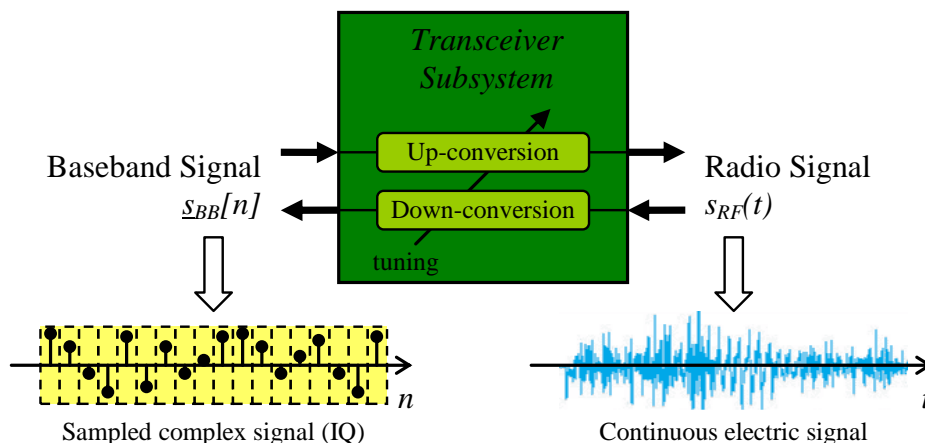 Transceiver
Subsystem
Up-conversion
Baseband Signal
Radio Signal
s_BB[n]
Down-conversion
s_RF(t)
tuning
n
t
Sampled complex signal (IQ)
Continuous electric signal